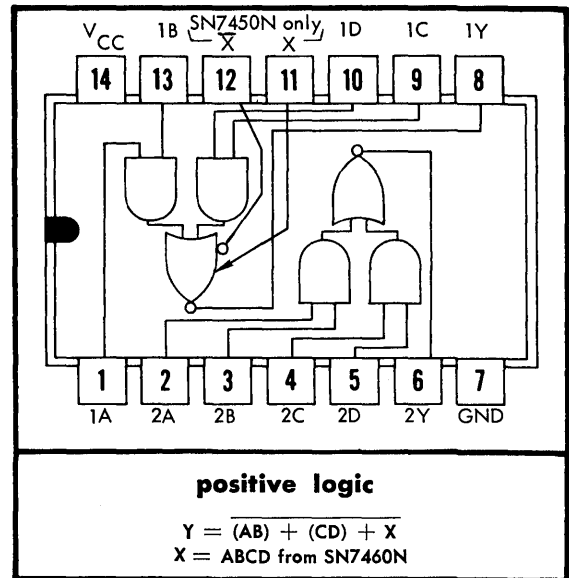 SN7450N only
VCC 1B X̅ X 1D 1C 1Y
14 13 12 11 10 9 8
1 2 3 4 5 6 7
1A 2A 2B 2C 2D 2Y GND
positive logic
Y = (AB) + (CD) + X
X = ABCD from SN7460N